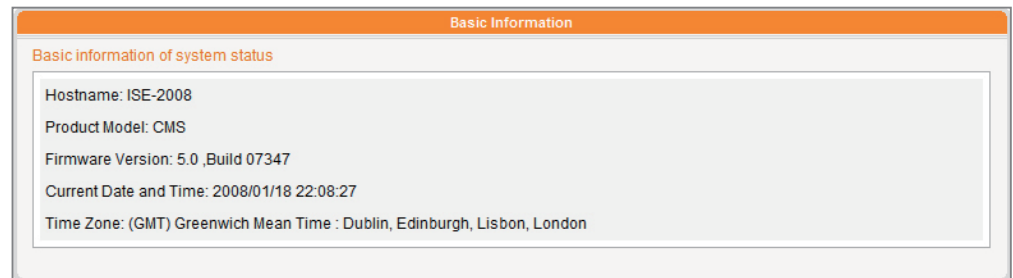 Basic Information
Basic information of system status
Hostname: ISE-2008
Product Model: CMS
Firmware Version: 5.0 ,Build 07347
Current Date and Time: 2008/01/18 22:08:27
Time Zone: (GMT) Greenwich Mean Time : Dublin, Edinburgh, Lisbon, London